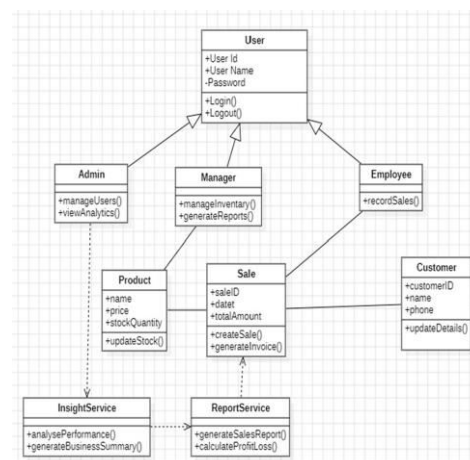 User
+User Id
+User Name
-Password
+Login()
+Logout()
Admin
+manageUsers()
+viewAnalytics()
Manager
+manageInventary()
+generateReports()
Employee
+recordSales()
Product
+name
+price
+stockQuantity
+updateStock()
Sale
+saleID
+datet
+totalAmount
+createSale()
+generateInvoice()
Customer
+customerID
+name
+phone
+updateDetails()
InsightService
+analysePerformance()
+generateBusinessSummary()
ReportService
+generateSalesReport()
+calculateProfitLoss()